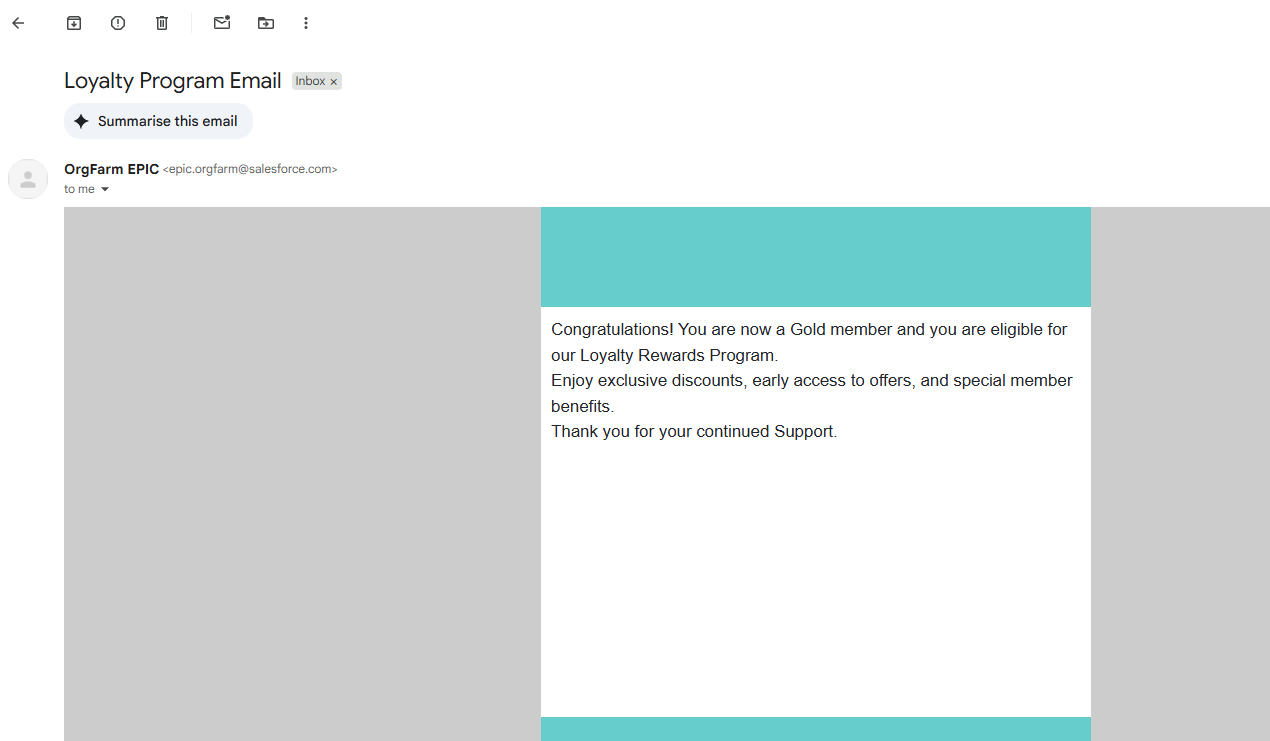 Loyalty Program Email Inbox ×
Summarise this email
OrgFarm EPIC <epic.orgfarm@salesforce.com>
to me
Congratulations! You are now a Gold member and you are eligible for
our Loyalty Rewards Program.
Enjoy exclusive discounts, early access to offers, and special member
benefits.
Thank you for your continued Support.